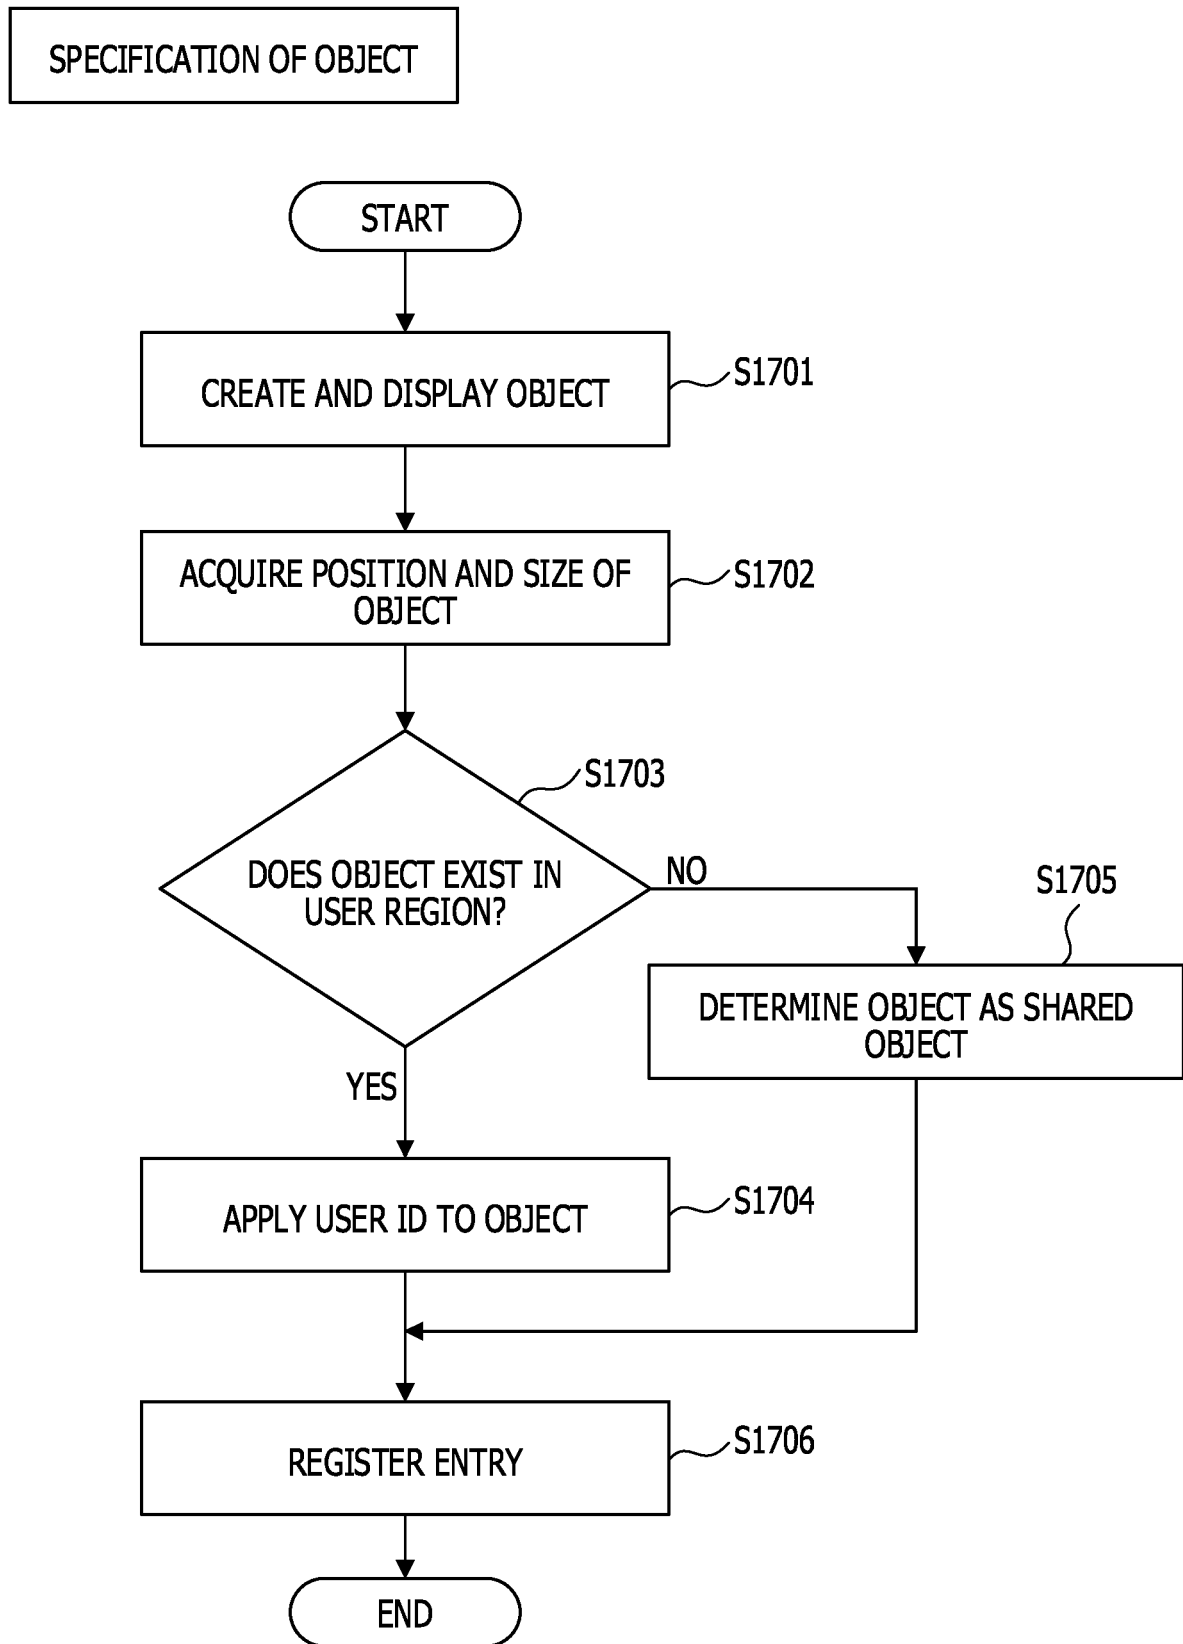 SPECIFICATION OF OBJECT
START
CREATE AND DISPLAY OBJECT
S1701
ACQUIRE POSITION AND SIZE OF
OBJECT
S1702
S1703
DOES OBJECT EXIST IN
USER REGION?
NO
S1705
DETERMINE OBJECT AS SHARED
OBJECT
YES
APPLY USER ID TO OBJECT
S1704
REGISTER ENTRY
S1706
END